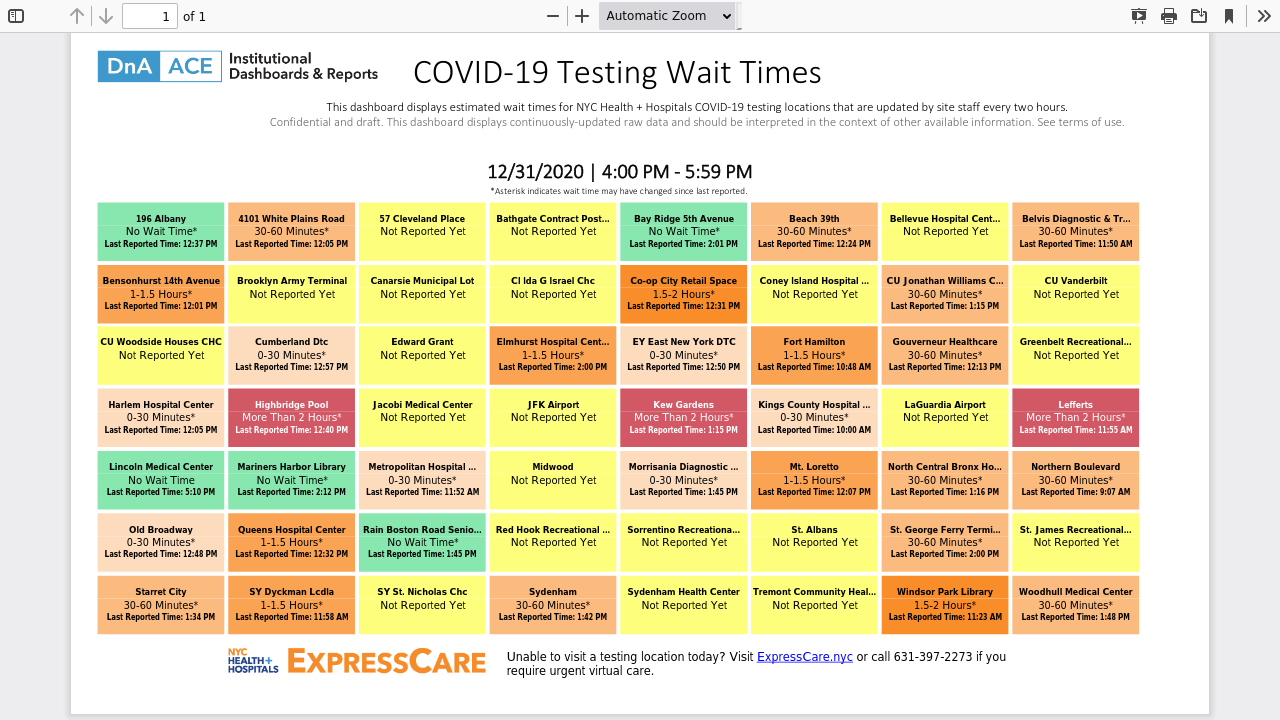 1 of 1 Automatic Zoom
DnA ACE Institutional
Dashboards & Reports
COVID-19 Testing Wait Times
This dashboard displays estimated wait times for NYC Health + Hospitals COVID-19 testing locations that are updated by site staff every two hours.
Confidential and draft. This dashboard displays continuously-updated raw data and should be interpreted in the context of other available information. See terms of use.
12/31/2020 | 4:00 PM - 5:59 PM
*Asterisk indicates wait time may have changed since last reported.
196 Albany
No Wait Time*
Last Reported Time: 12:37 PM
4101 White Plains Road
30-60 Minutes*
Last Reported Time: 12:05 PM
57 Cleveland Place
Not Reported Yet
Bathgate Contract Post...
Not Reported Yet
Bay Ridge 5th Avenue
No Wait Time*
Last Reported Time: 2:01 PM
Beach 39th
30-60 Minutes*
Last Reported Time: 12:24 PM
Bellevue Hospital Cent...
Not Reported Yet
Belvis Diagnostic & Tr...
30-60 Minutes*
Last Reported Time: 11:50 AM
Bensonhurst 14th Avenue
1-1.5 Hours*
Last Reported Time: 12:01 PM
Brooklyn Army Terminal
Not Reported Yet
Canarsie Municipal Lot
Not Reported Yet
CI Ida G Israel Chc
Not Reported Yet
Co-op City Retail Space
1.5-2 Hours*
Last Reported Time: 12:31 PM
Coney Island Hospital ...
Not Reported Yet
CU Jonathan Williams C...
30-60 Minutes*
Last Reported Time: 1:15 PM
CU Vanderbilt
Not Reported Yet
CU Woodside Houses CHC
Not Reported Yet
Cumberland Dtc
0-30 Minutes*
Last Reported Time: 12:57 PM
Edward Grant
Not Reported Yet
Elmhurst Hospital Cent...
1-1.5 Hours*
Last Reported Time: 2:00 PM
EY East New York DTC
0-30 Minutes*
Last Reported Time: 12:50 PM
Fort Hamilton
1-1.5 Hours*
Last Reported Time: 10:48 AM
Gouverneur Healthcare
30-60 Minutes*
Last Reported Time: 12:13 PM
Greenbelt Recreational...
Not Reported Yet
Harlem Hospital Center
0-30 Minutes*
Last Reported Time: 12:05 PM
Highbridge Pool
More Than 2 Hours*
Last Reported Time: 12:40 PM
Jacobi Medical Center
Not Reported Yet
JFK Airport
Not Reported Yet
Kew Gardens
More Than 2 Hours*
Last Reported Time: 1:15 PM
Kings County Hospital ...
0-30 Minutes*
Last Reported Time: 10:00 AM
LaGuardia Airport
Not Reported Yet
Lefferts
More Than 2 Hours*
Last Reported Time: 11:55 AM
Lincoln Medical Center
No Wait Time
Last Reported Time: 5:10 PM
Mariners Harbor Library
No Wait Time*
Last Reported Time: 2:12 PM
Metropolitan Hospital ...
0-30 Minutes*
Last Reported Time: 11:52 AM
Midwood
Not Reported Yet
Morrisania Diagnostic ...
0-30 Minutes*
Last Reported Time: 1:45 PM
Mt. Loretto
1-1.5 Hours*
Last Reported Time: 12:07 PM
North Central Bronx Ho...
30-60 Minutes*
Last Reported Time: 1:16 PM
Northern Boulevard
30-60 Minutes*
Last Reported Time: 9:07 AM
Old Broadway
0-30 Minutes*
Last Reported Time: 12:48 PM
Queens Hospital Center
1-1.5 Hours*
Last Reported Time: 12:32 PM
Rain Boston Road Senio...
No Wait Time*
Last Reported Time: 1:45 PM
Red Hook Recreational ...
Not Reported Yet
Sorrentino Recreationa...
Not Reported Yet
St. Albans
Not Reported Yet
St. George Ferry Termi...
30-60 Minutes*
Last Reported Time: 2:00 PM
St. James Recreational...
Not Reported Yet
Starret City
30-60 Minutes*
Last Reported Time: 1:34 PM
SY Dyckman Lcdla
1-1.5 Hours*
Last Reported Time: 11:58 AM
SY St. Nicholas Chc
Not Reported Yet
Sydenham
30-60 Minutes*
Last Reported Time: 1:42 PM
Sydenham Health Center
Not Reported Yet
Tremont Community Heal...
Not Reported Yet
Windsor Park Library
1.5-2 Hours*
Last Reported Time: 11:23 AM
Woodhull Medical Center
30-60 Minutes*
Last Reported Time: 1:48 PM
NYC
HEALTH+
HOSPITALS
EXPRESSCARE
Unable to visit a testing location today? Visit ExpressCare.nyc or call 631-397-2273 if you
require urgent virtual care.